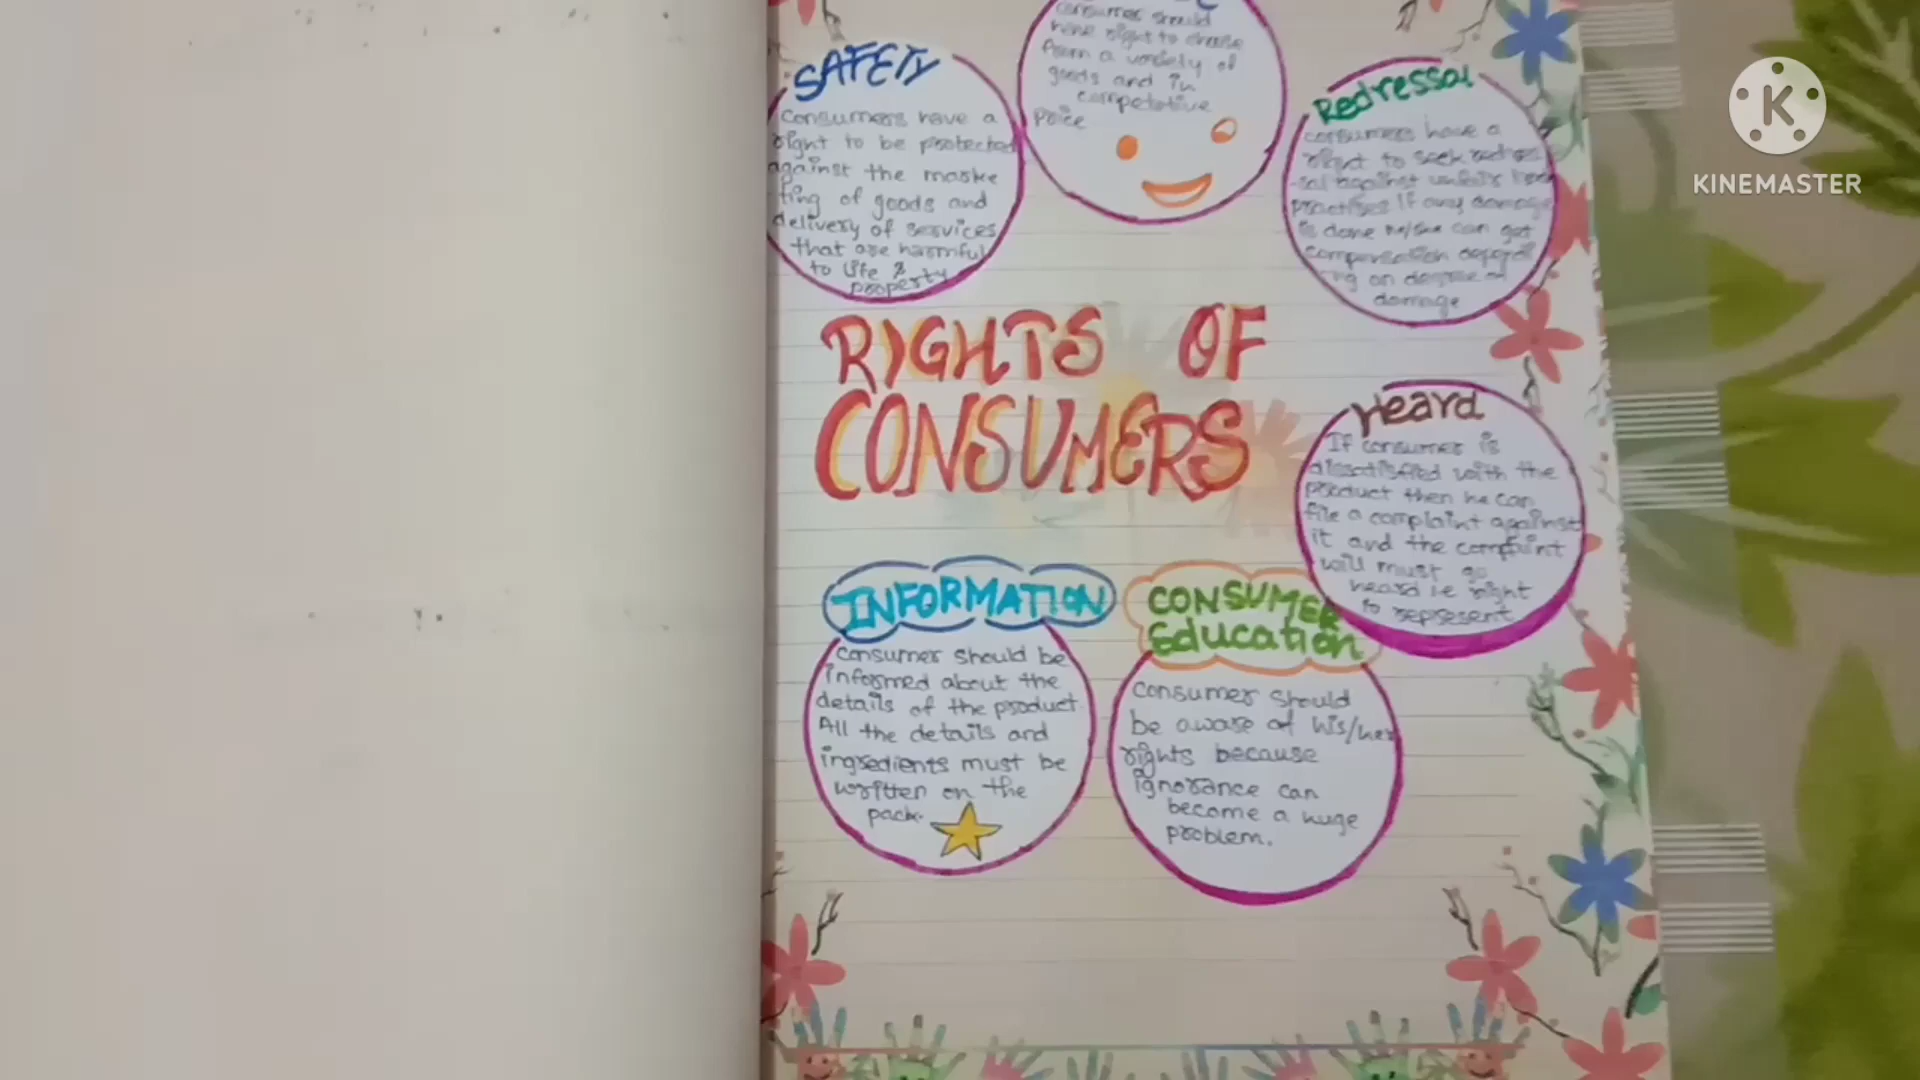 SAFETY
Consumers have a
right to be protected
against the marke
ting of goods and
delivery of services
that are harmful
to life &
property
consumer should
have right to choose
from a variety of
goods and in
competative
price
Redressal
consumers have a
right to seek redres
-sal against unfair
practises If any damage
is done he/she can get
compensation depend
ing on degree of
damage
RIGHTS OF
CONSUMERS
Heard
If consumer is
dissatisfied with the
product then he can
file a complaint against
it and the complaint
will must go
heard i.e right
to represent
INFORMATION
consumer should be
informed about the
details of the product.
All the details and
ingredients must be
written on the
pack.
CONSUMER
Education
consumer should
be aware of his/her
rights because
ignorance can
become a huge
problem.
K
KINEMASTER